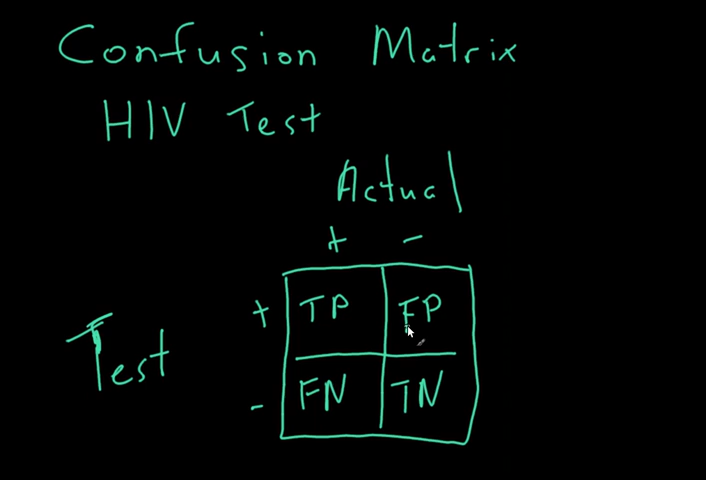 Confusion Matrix
HIV Test
Actual
+ -
+ TP FP
Test
- FN TN